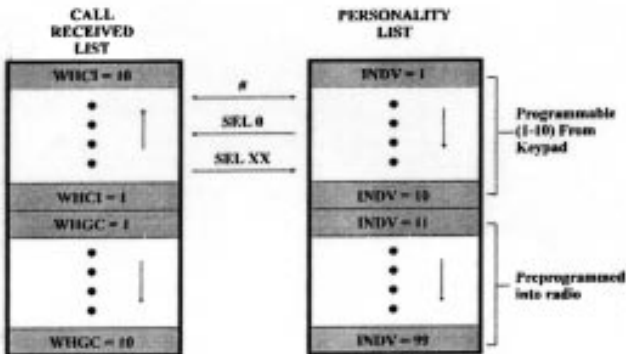 CALL
RECEIVED
LIST
PERSONALITY
LIST
WHCI = 10
INDV = 1
#
SEL 0
SEL XX
Programmable
(1-10) From
Keypad
WHCI = 1
INDV = 10
WHGC = 1
INDV = 11
Preprogrammed
into radio
WHGC = 10
INDV = 99